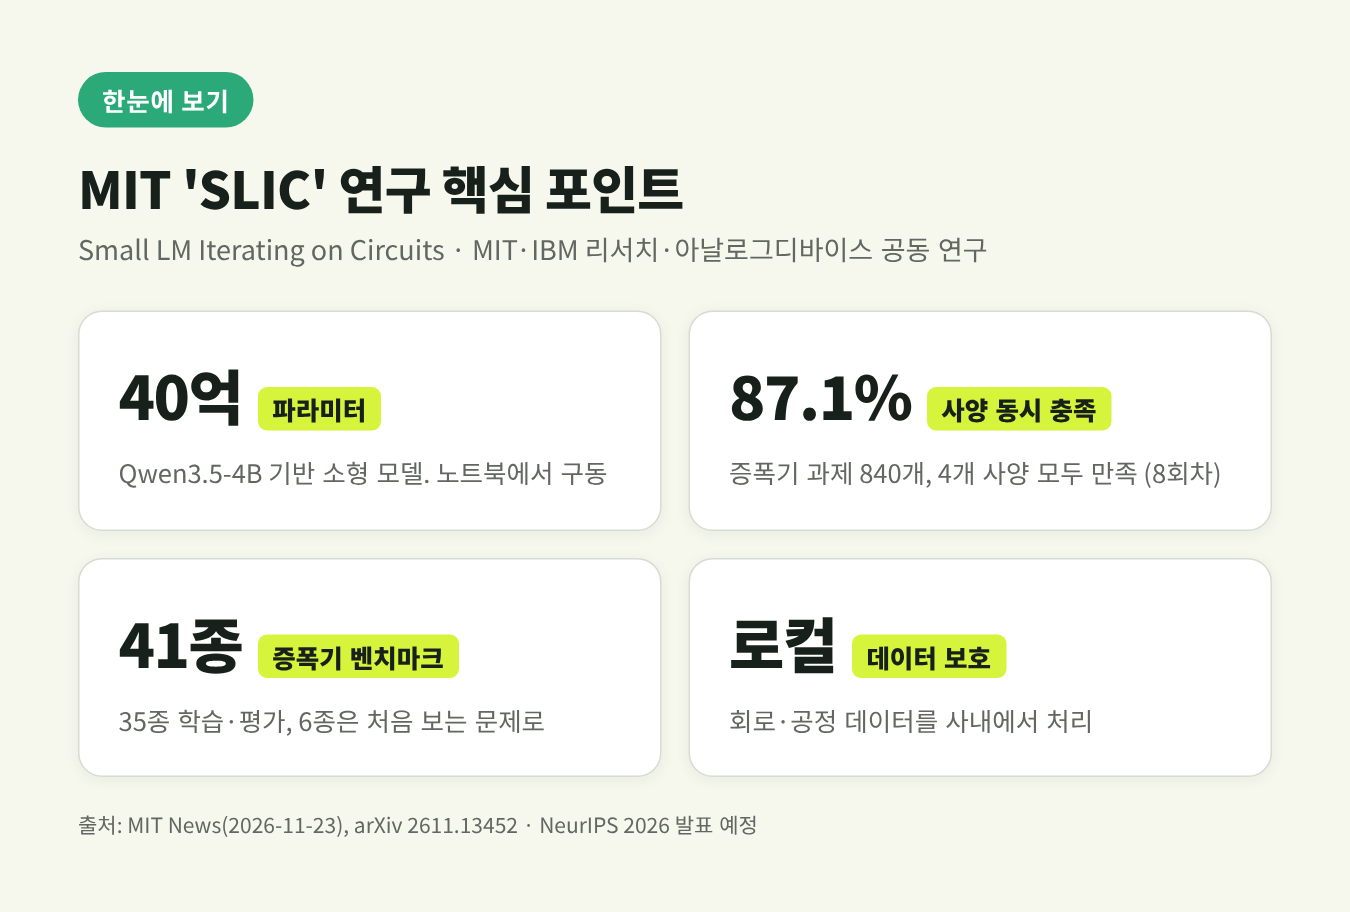 한눈에 보기
MIT 'SLIC' 연구 핵심 포인트
Small LM Iterating on Circuits · MIT·IBM 리서치·아날로그디바이스 공동 연구
40억 파라미터
Qwen3.5-4B 기반 소형 모델. 노트북에서 구동
87.1% 사양 동시 충족
증폭기 과제 840개, 4개 사양 모두 만족 (8회차)
41종 증폭기 벤치마크
35종 학습·평가, 6종은 처음 보는 문제로
로컬 데이터 보호
회로·공정 데이터를 사내에서 처리
출처: MIT News(2026-11-23), arXiv 2611.13452 · NeurIPS 2026 발표 예정